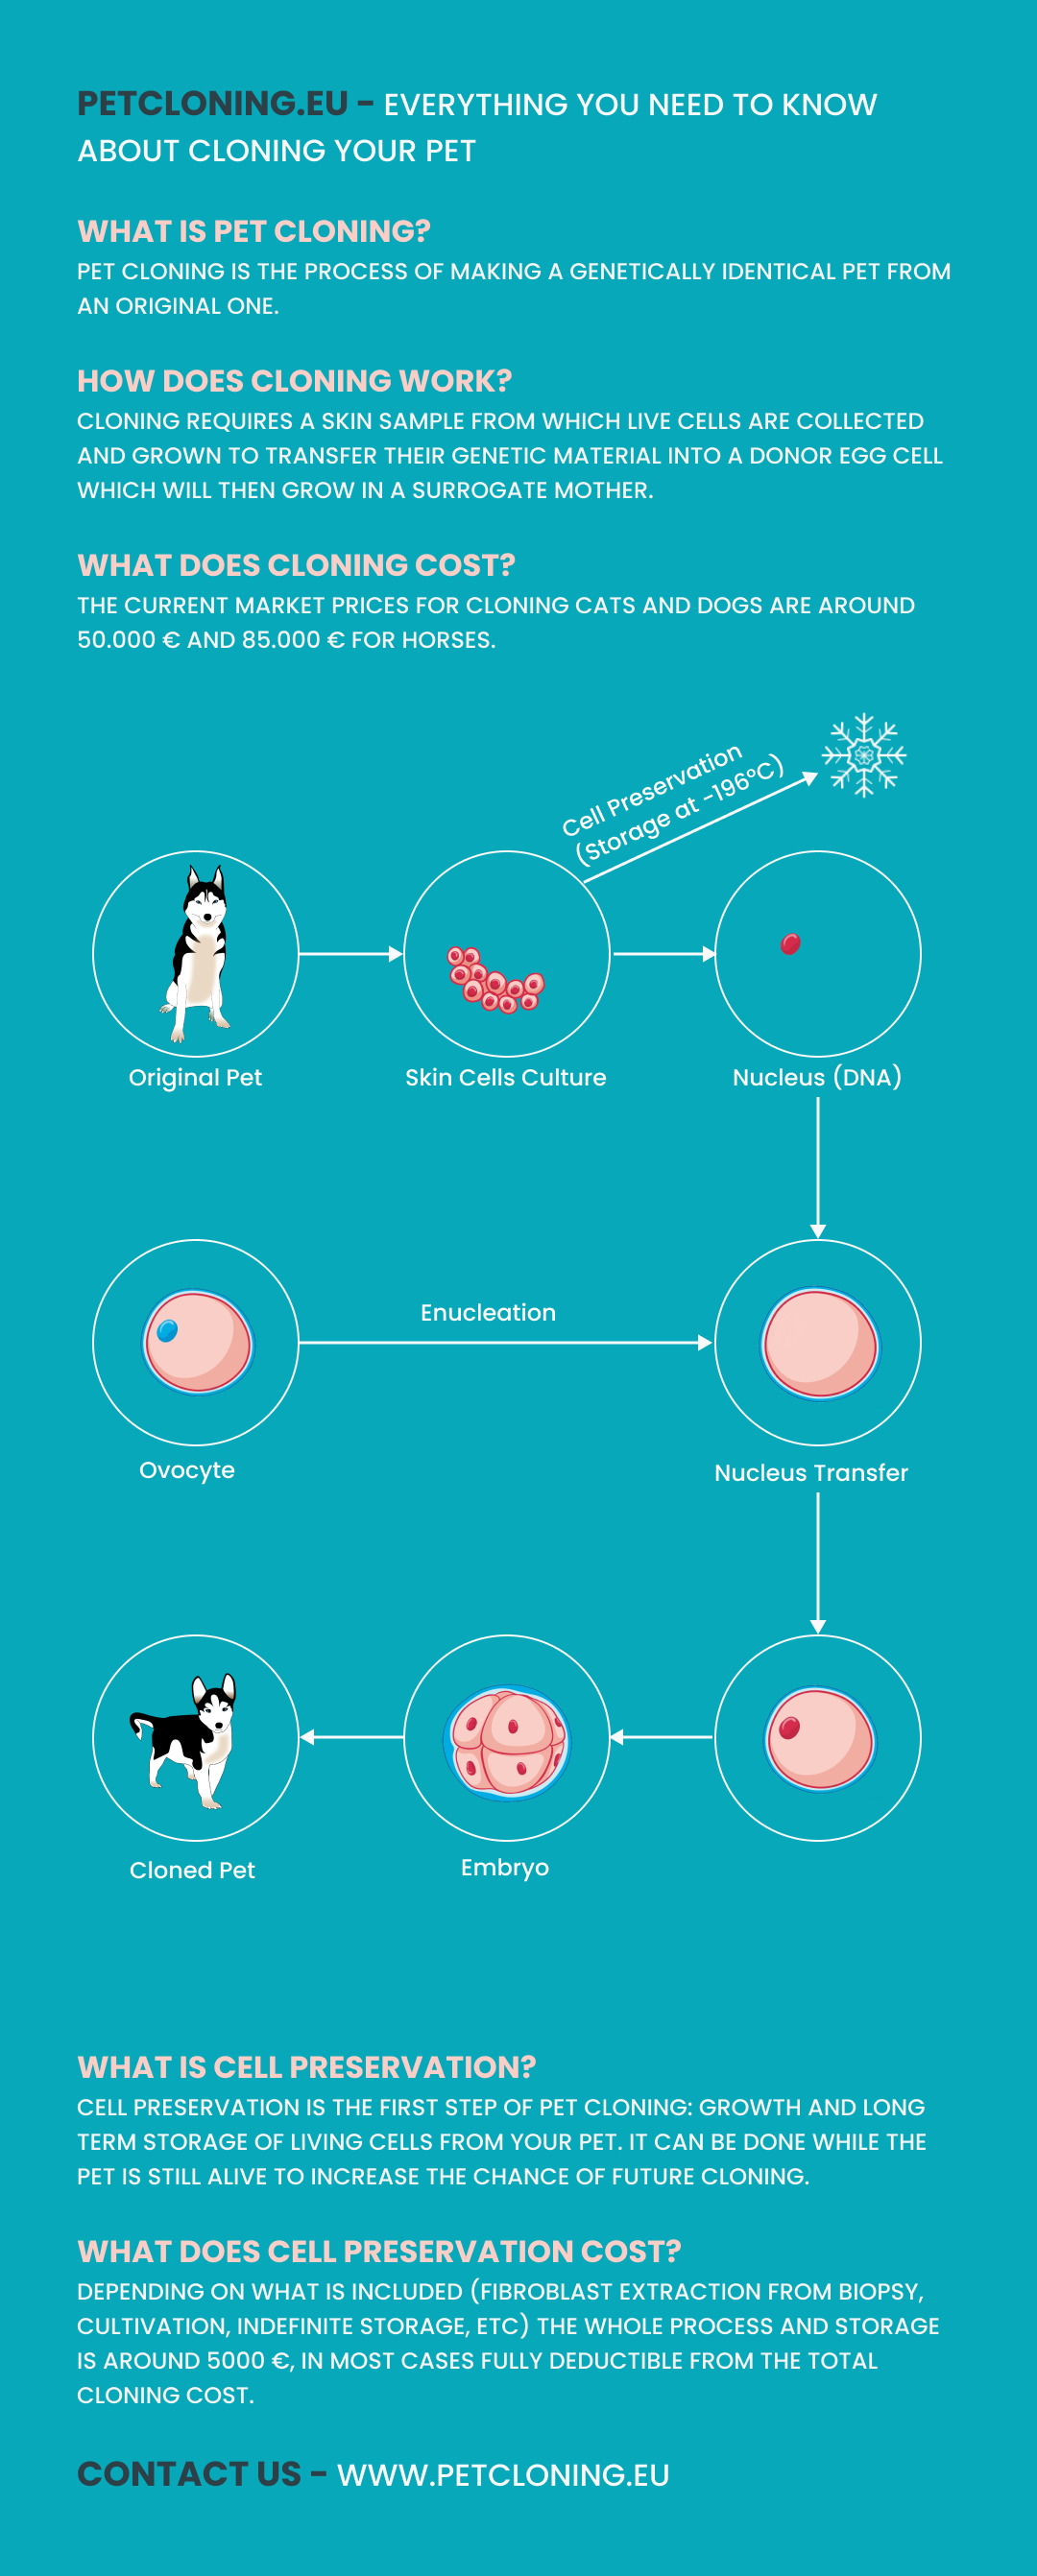 PETCLONING.EU - EVERYTHING YOU NEED TO KNOW
ABOUT CLONING YOUR PET
WHAT IS PET CLONING?
PET CLONING IS THE PROCESS OF MAKING A GENETICALLY IDENTICAL PET FROM
AN ORIGINAL ONE.
HOW DOES CLONING WORK?
CLONING REQUIRES A SKIN SAMPLE FROM WHICH LIVE CELLS ARE COLLECTED
AND GROWN TO TRANSFER THEIR GENETIC MATERIAL INTO A DONOR EGG CELL
WHICH WILL THEN GROW IN A SURROGATE MOTHER.
WHAT DOES CLONING COST?
THE CURRENT MARKET PRICES FOR CLONING CATS AND DOGS ARE AROUND
50.000 € AND 85.000 € FOR HORSES.
Cell Preservation
(Storage at -196°C)
Original Pet
Skin Cells Culture
Nucleus (DNA)
Enucleation
Ovocyte
Nucleus Transfer
Cloned Pet
Embryo
WHAT IS CELL PRESERVATION?
CELL PRESERVATION IS THE FIRST STEP OF PET CLONING: GROWTH AND LONG
TERM STORAGE OF LIVING CELLS FROM YOUR PET. IT CAN BE DONE WHILE THE
PET IS STILL ALIVE TO INCREASE THE CHANCE OF FUTURE CLONING.
WHAT DOES CELL PRESERVATION COST?
DEPENDING ON WHAT IS INCLUDED (FIBROBLAST EXTRACTION FROM BIOPSY,
CULTIVATION, INDEFINITE STORAGE, ETC) THE WHOLE PROCESS AND STORAGE
IS AROUND 5000 €, IN MOST CASES FULLY DEDUCTIBLE FROM THE TOTAL
CLONING COST.
CONTACT US - WWW.PETCLONING.EU